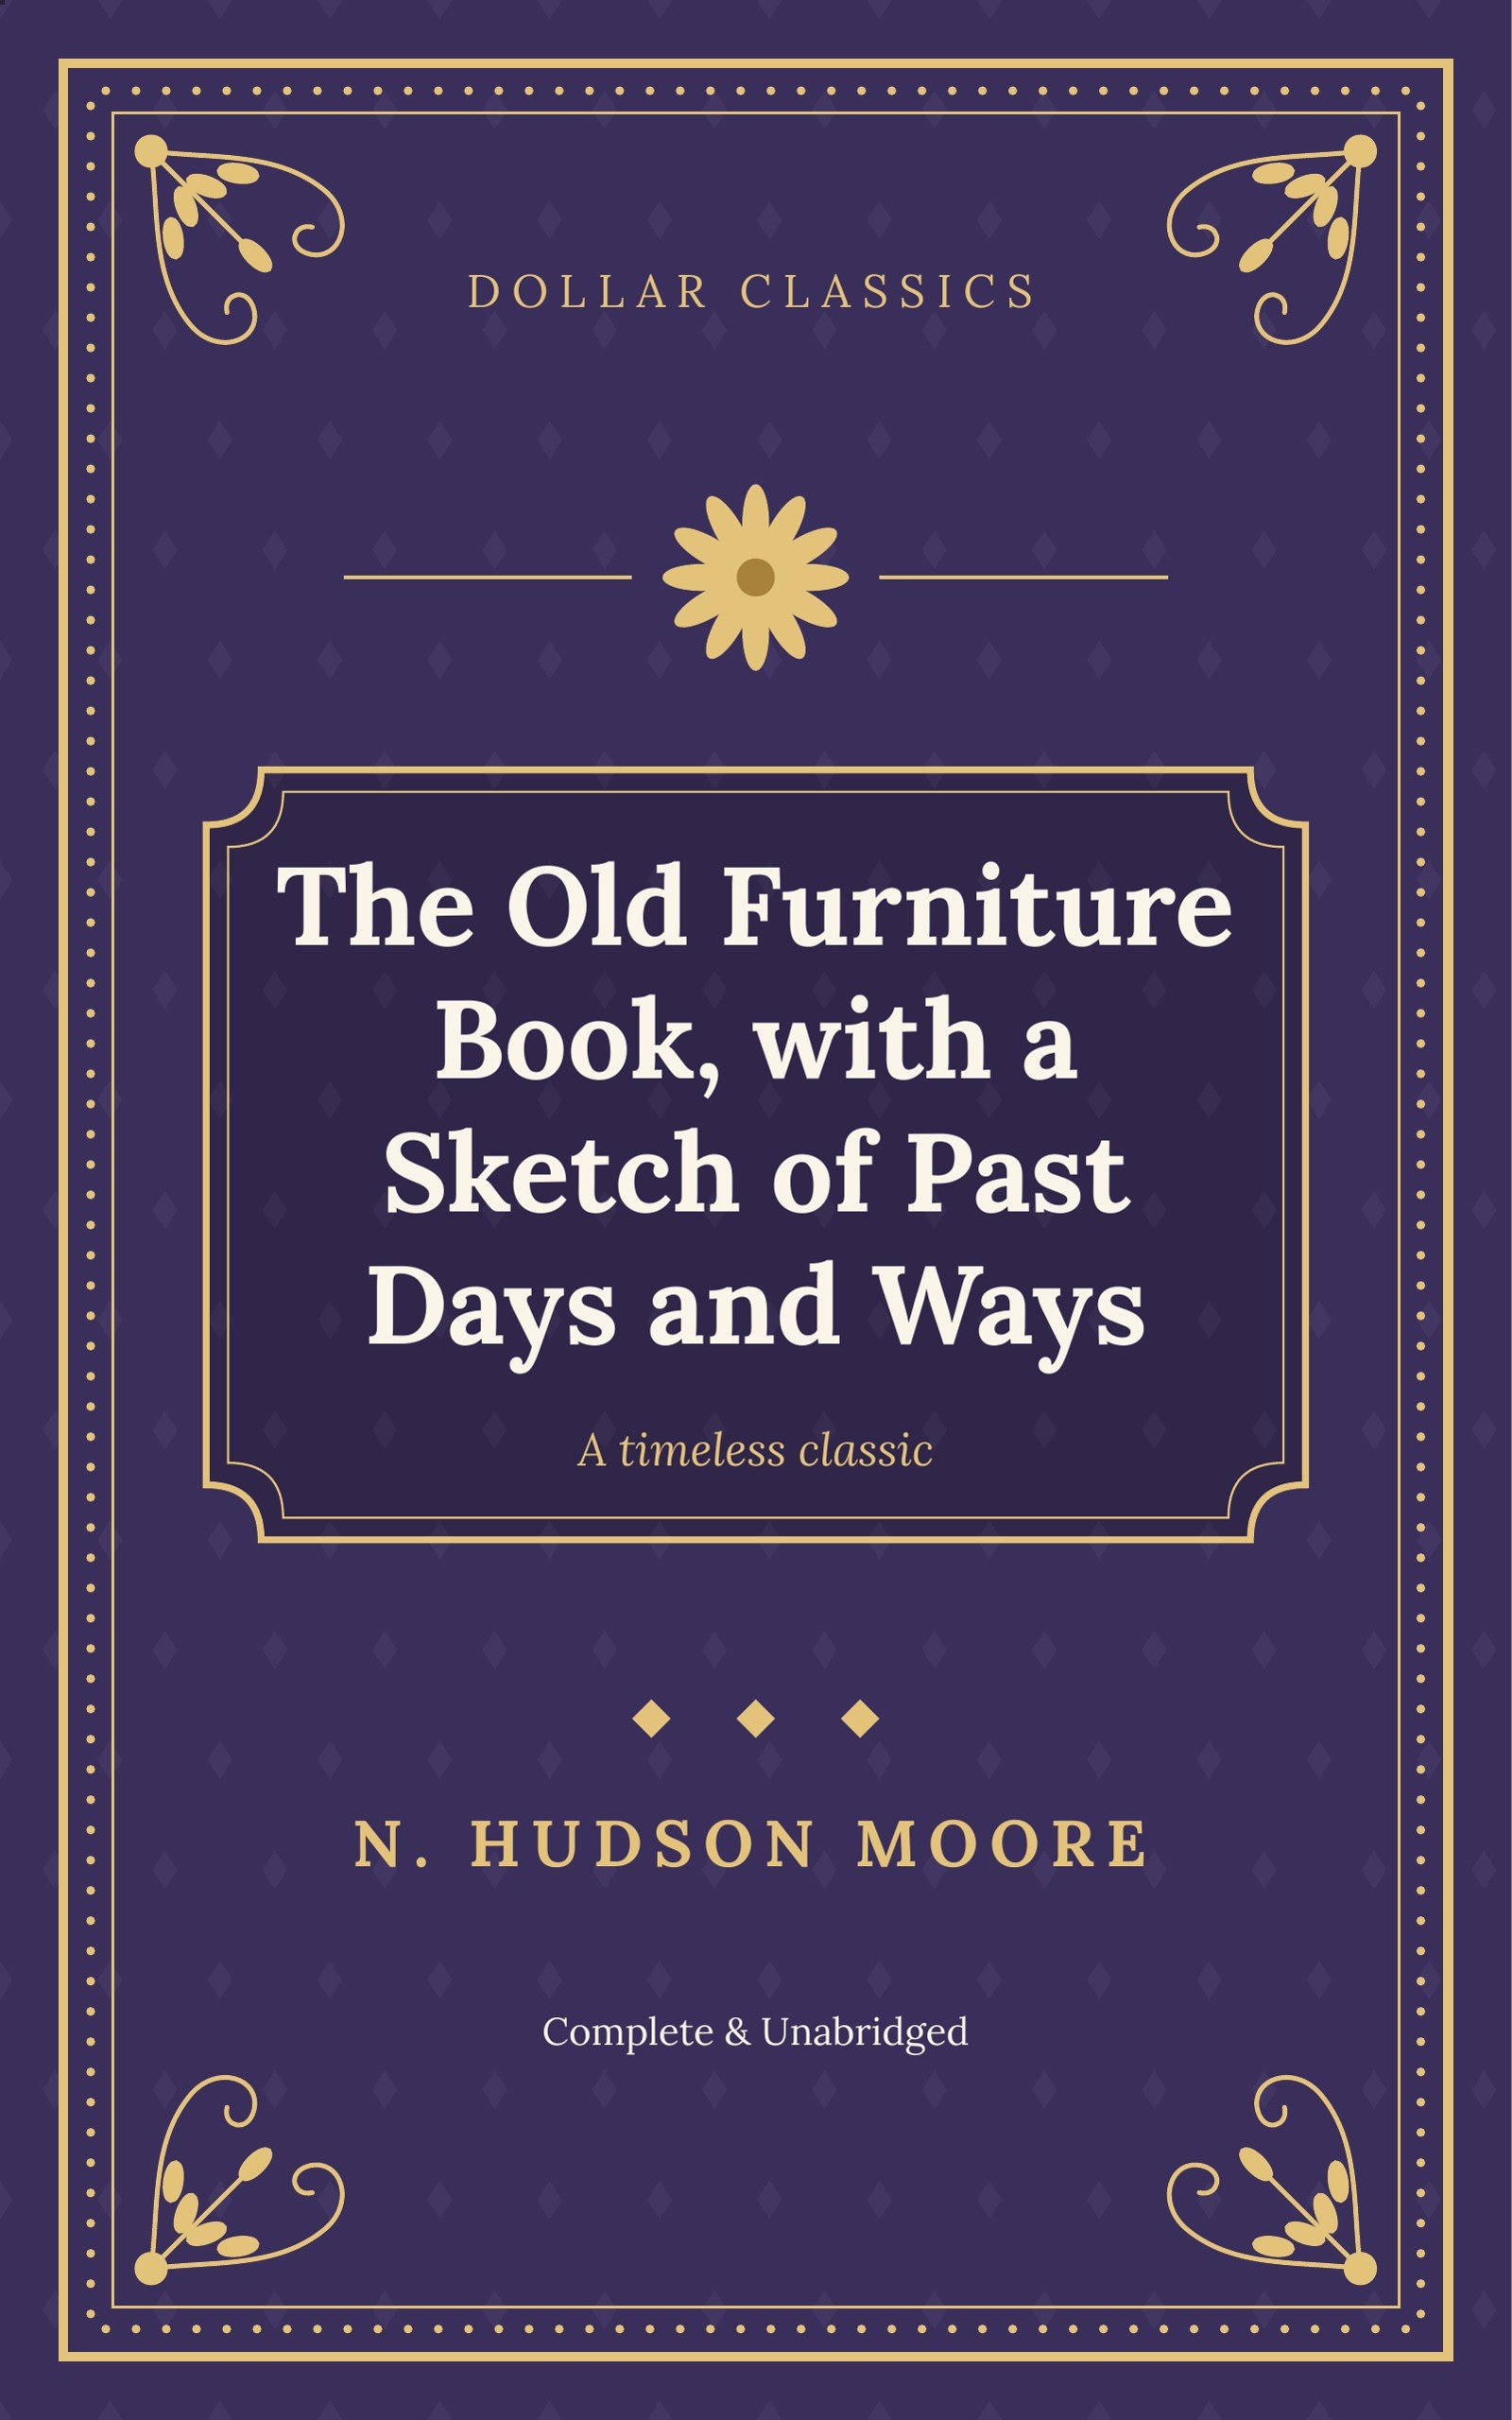 DOLLAR CLASSICS
The Old Furniture
Book, with a
Sketch of Past
Days and Ways
A timeless classic
N. HUDSON MOORE
Complete & Unabridged